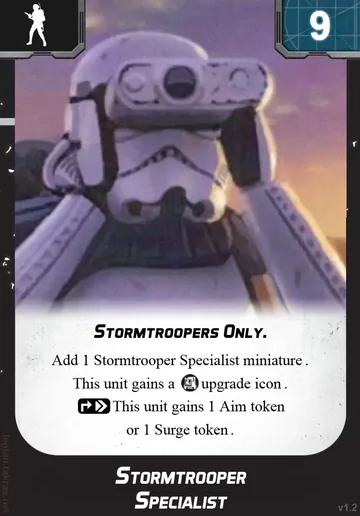 9
STORMTROOPERS ONLY.
Add 1 Stormtrooper Specialist miniature.
This unit gains a upgrade icon.
This unit gains 1 Aim token
or 1 Surge token.
STORMTROOPER
SPECIALIST
v1.2